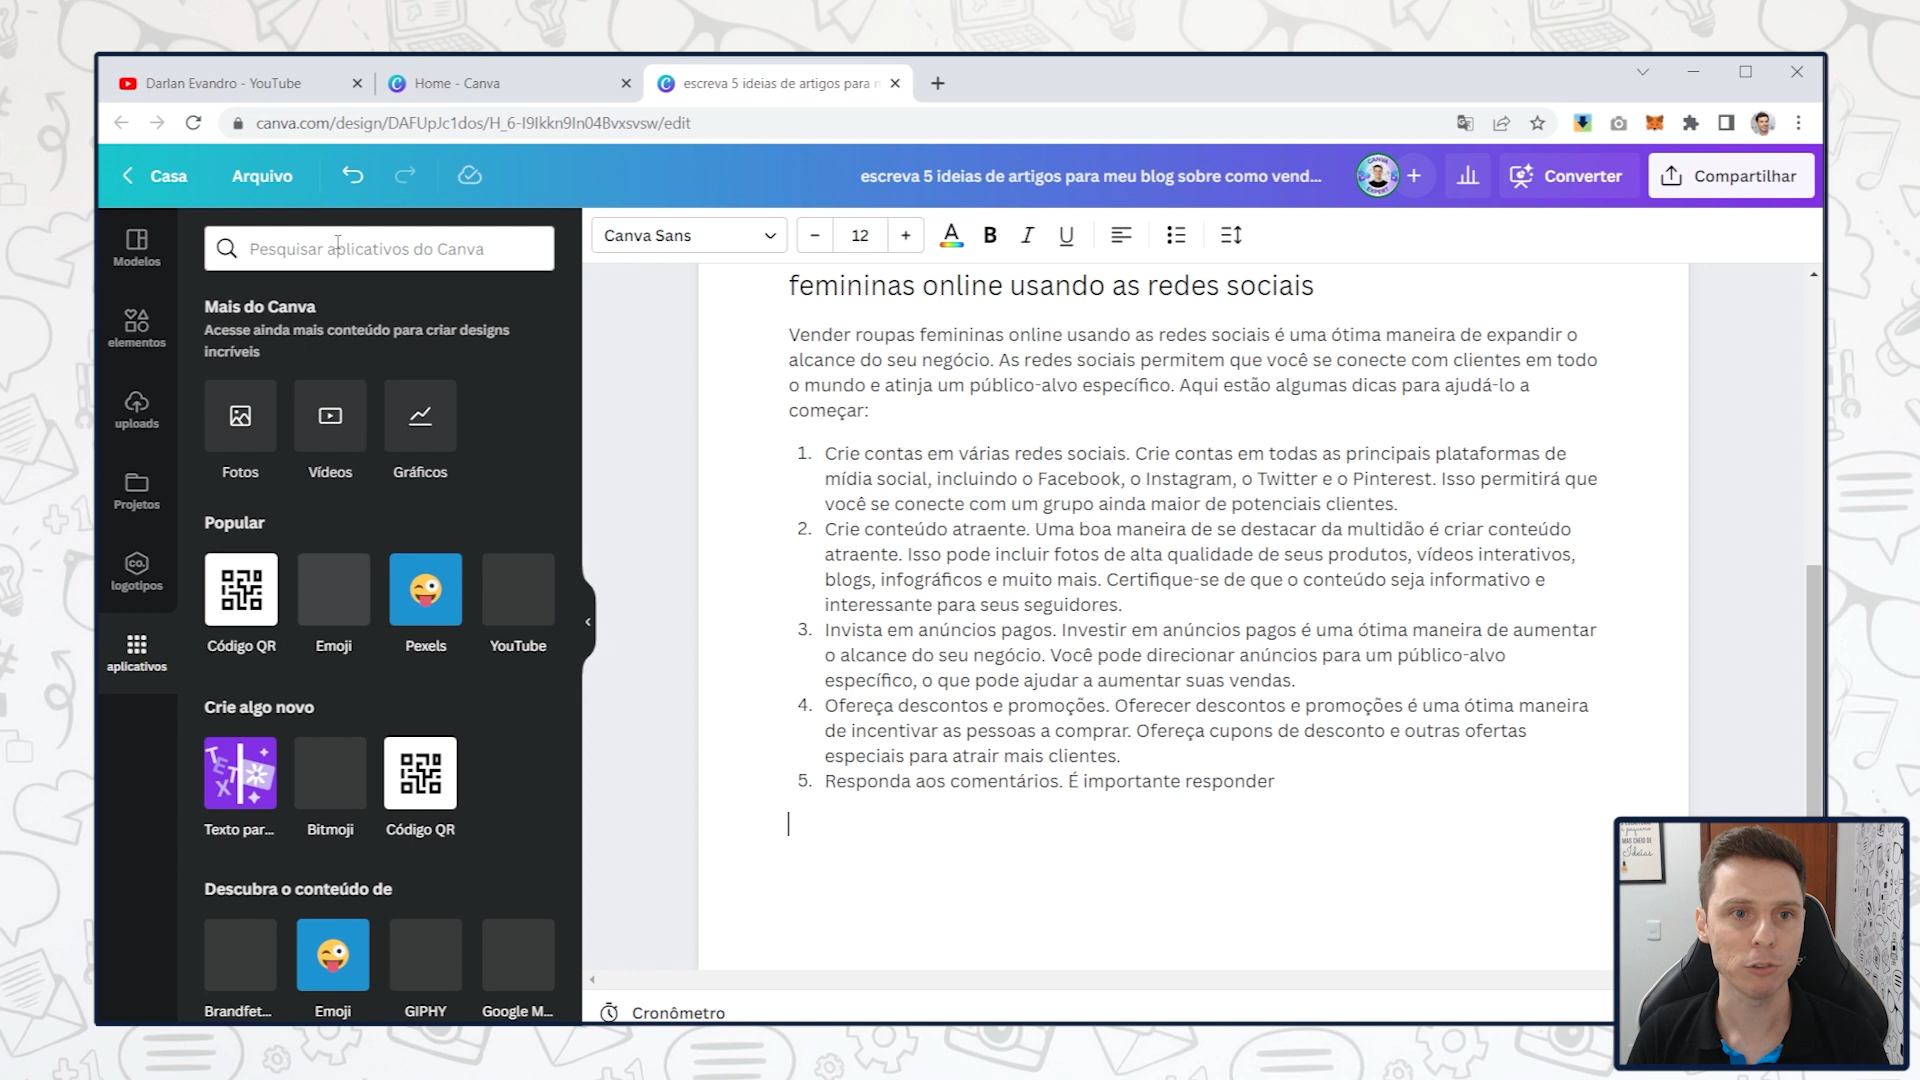 Darlan Evandro - YouTube
Home - Canva
escreva 5 ideias de artigos para n
canva.com/design/DAFUpJc1dos/H_6-I9Ikkn9In04Bvxsvsw/edit
Casa
Arquivo
escreva 5 ideias de artigos para meu blog sobre como vend...
Converter
Compartilhar
Modelos
elementos
uploads
Projetos
CO.
logotipos
aplicativos
Pesquisar aplicativos do Canva
Mais do Canva
Acesse ainda mais conteúdo para criar designs
incríveis
Fotos
Vídeos
Gráficos
Popular
Código QR
Emoji
Pexels
YouTube
Crie algo novo
TETX
Texto par...
Bitmoji
Código QR
Descubra o conteúdo de
Brandfet...
Emoji
GIPHY
Google M...
Canva Sans
12
A
B
I
U
femininas online usando as redes sociais
Vender roupas femininas online usando as redes sociais é uma ótima maneira de expandir o
alcance do seu negócio. As redes sociais permitem que você se conecte com clientes em todo
o mundo e atinja um público-alvo específico. Aqui estão algumas dicas para ajudá-lo a
começar:
1. Crie contas em várias redes sociais. Crie contas em todas as principais plataformas de
mídia social, incluindo o Facebook, o Instagram, o Twitter e o Pinterest. Isso permitirá que
você se conecte com um grupo ainda maior de potenciais clientes.
2. Crie conteúdo atraente. Uma boa maneira de se destacar da multidão é criar conteúdo
atraente. Isso pode incluir fotos de alta qualidade de seus produtos, vídeos interativos,
blogs, infográficos e muito mais. Certifique-se de que o conteúdo seja informativo e
interessante para seus seguidores.
3. Invista em anúncios pagos. Investir em anúncios pagos é uma ótima maneira de aumentar
o alcance do seu negócio. Você pode direcionar anúncios para um público-alvo
específico, o que pode ajudar a aumentar suas vendas.
4. Ofereça descontos e promoções. Oferecer descontos e promoções é uma ótima maneira
de incentivar as pessoas a comprar. Ofereça cupons de desconto e outras ofertas
especiais para atrair mais clientes.
5. Responda aos comentários. É importante responder
Cronômetro
MAS CHEIO DE
Ideias